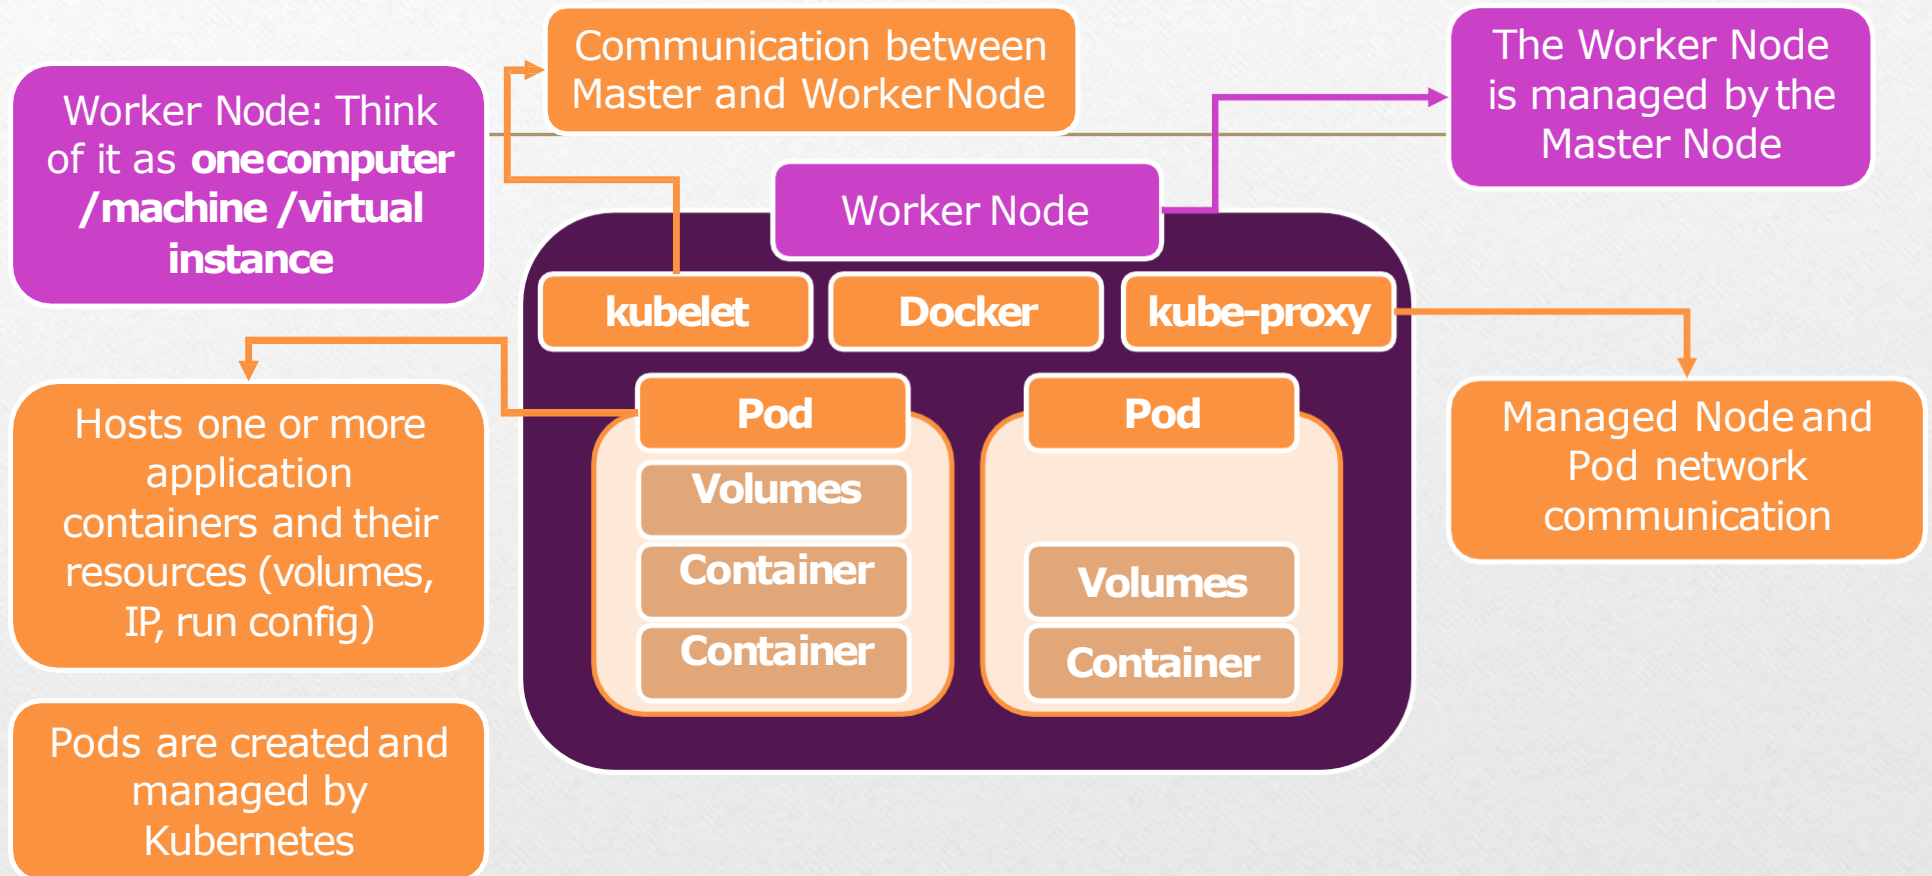 Communication between
Master and Worker Node
The Worker Node
is managed by the
Master Node
Worker Node: Think
of it as one computer
/ machine / virtual
instance
Worker Node
kubelet
Docker
kube-proxy
Hosts one or more
application
containers and their
resources (volumes,
IP, run config)
Pod
Volumes
Container
Container
Pod
Volumes
Container
Managed Node and
Pod network
communication
Pods are created and
managed by
Kubernetes